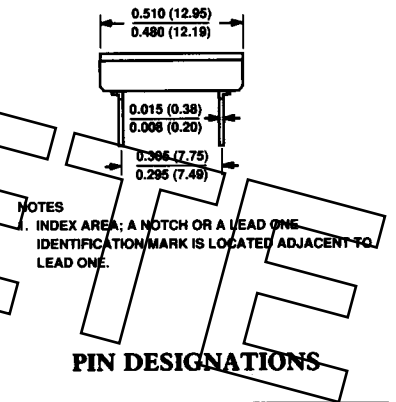 0.510 (12.95)
0.480 (12.19)
0.015 (0.38)
0.008 (0.20)
0.305 (7.75)
0.295 (7.49)
NOTES
1. INDEX AREA; A NOTCH OR A LEAD ONE
IDENTIFICATION MARK IS LOCATED ADJACENT TO
LEAD ONE.
PIN DESIGNATIONS
ETE